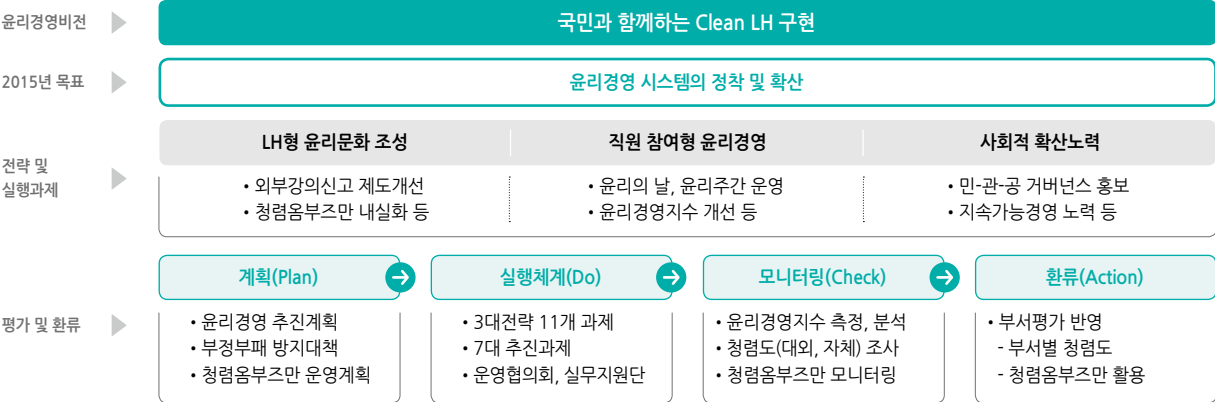 윤리경영비전
국민과 함께하는 Clean LH 구현
2015년 목표
윤리경영 시스템의 정착 및 확산
전략 및
실행과제
LH형 윤리문화 조성
• 외부강의신고 제도개선
• 청렴옴부즈만 내실화 등
직원 참여형 윤리경영
• 윤리의 날, 윤리주간 운영
• 윤리경영지수 개선 등
사회적 확산노력
• 민-관-공 거버넌스 홍보
• 지속가능경영 노력 등
평가 및 환류
계획(Plan)
• 윤리경영 추진계획
• 부정부패 방지대책
• 청렴옴부즈만 운영계획
실행체계(Do)
• 3대전략 11개 과제
• 7대 추진과제
• 운영협의회, 실무지원단
모니터링(Check)
• 윤리경영지수 측정, 분석
• 청렴도(대외, 자체) 조사
• 청렴옴부즈만 모니터링
환류(Action)
• 부서평가 반영
- 부서별 청렴도
- 청렴옴부즈만 활용